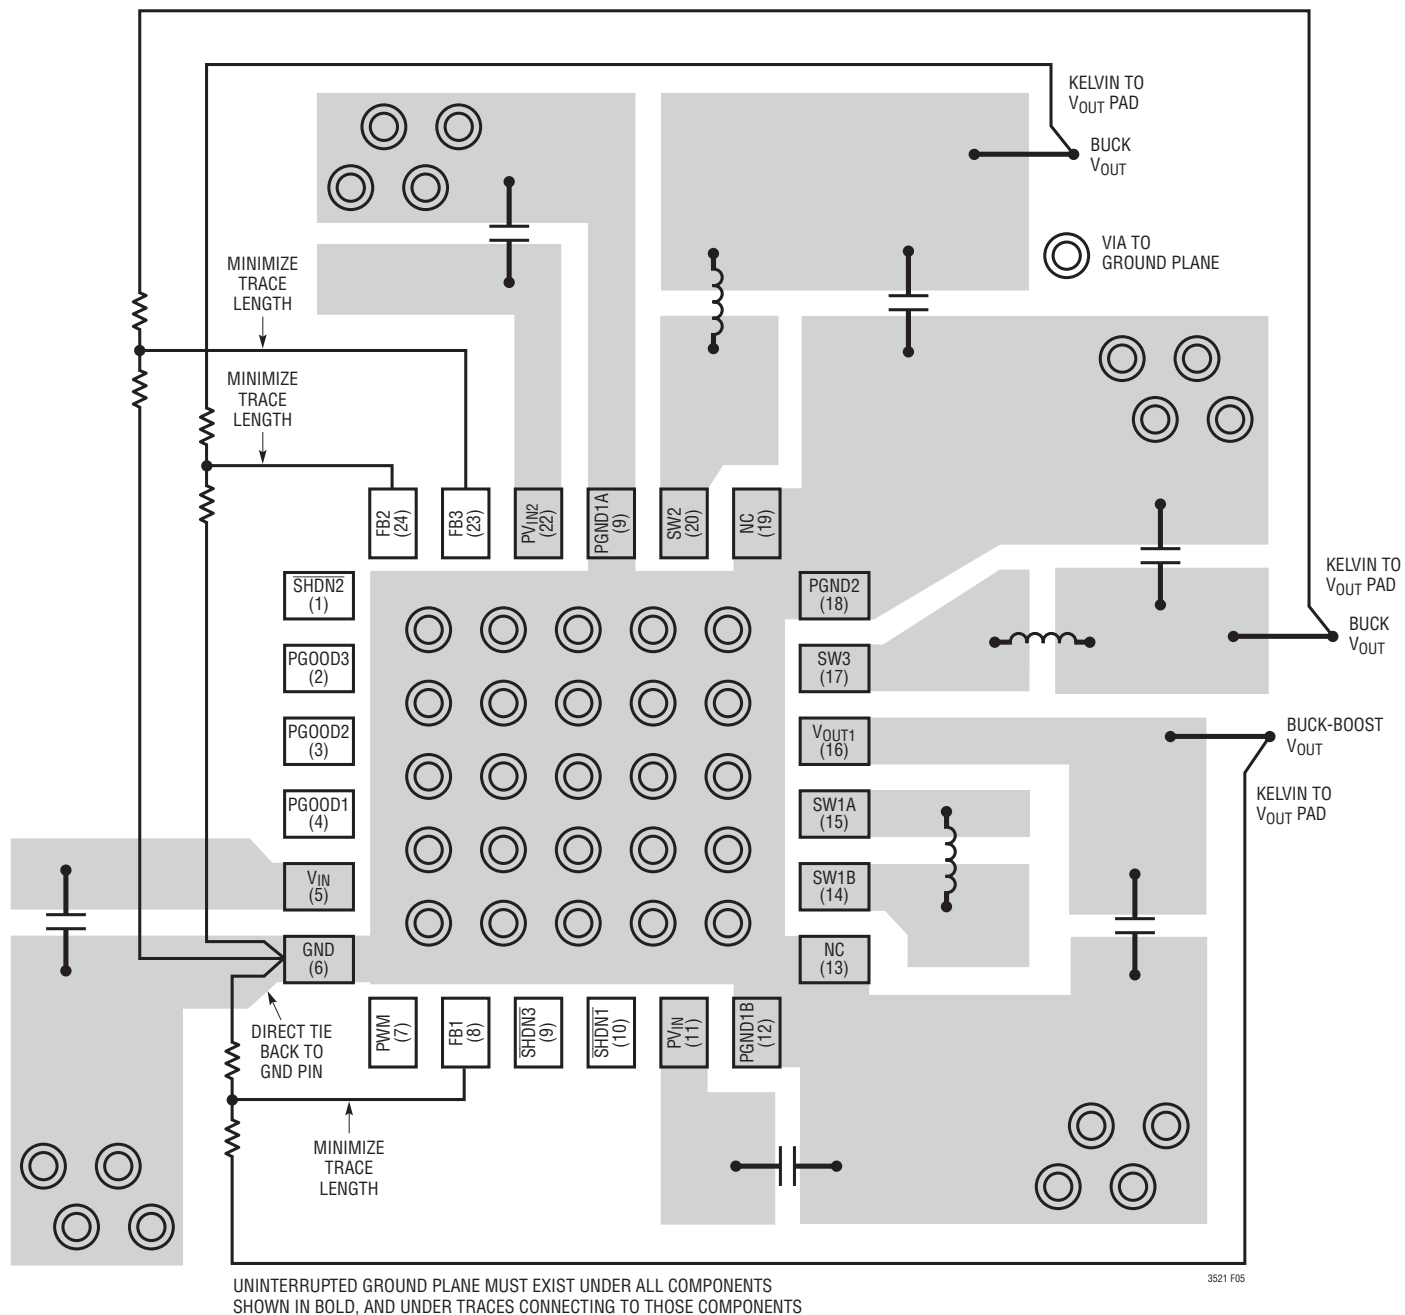 KELVIN TO
VOUT PAD
BUCK
VOUT
VIA TO
GROUND PLANE
MINIMIZE
TRACE
LENGTH
MINIMIZE
TRACE
LENGTH
FB2
(24)
FB3
(23)
PVIN2
(22)
PGND1A
(9)
SW2
(20)
NC
(19)
SHDN2
(1)
PGOOD3
(2)
PGOOD2
(3)
PGOOD1
(4)
VIN
(5)
GND
(6)
PGND2
(18)
SW3
(17)
VOUT1
(16)
SW1A
(15)
SW1B
(14)
NC
(13)
KELVIN TO
VOUT PAD
BUCK
VOUT
BUCK-BOOST
VOUT
KELVIN TO
VOUT PAD
PWM
(7)
FB1
(8)
SHDN3
(9)
SHDN1
(10)
PVIN
(11)
PGND1B
(12)
DIRECT TIE
BACK TO
GND PIN
MINIMIZE
TRACE
LENGTH
3521 F05
UNINTERRUPTED GROUND PLANE MUST EXIST UNDER ALL COMPONENTS
SHOWN IN BOLD, AND UNDER TRACES CONNECTING TO THOSE COMPONENTS